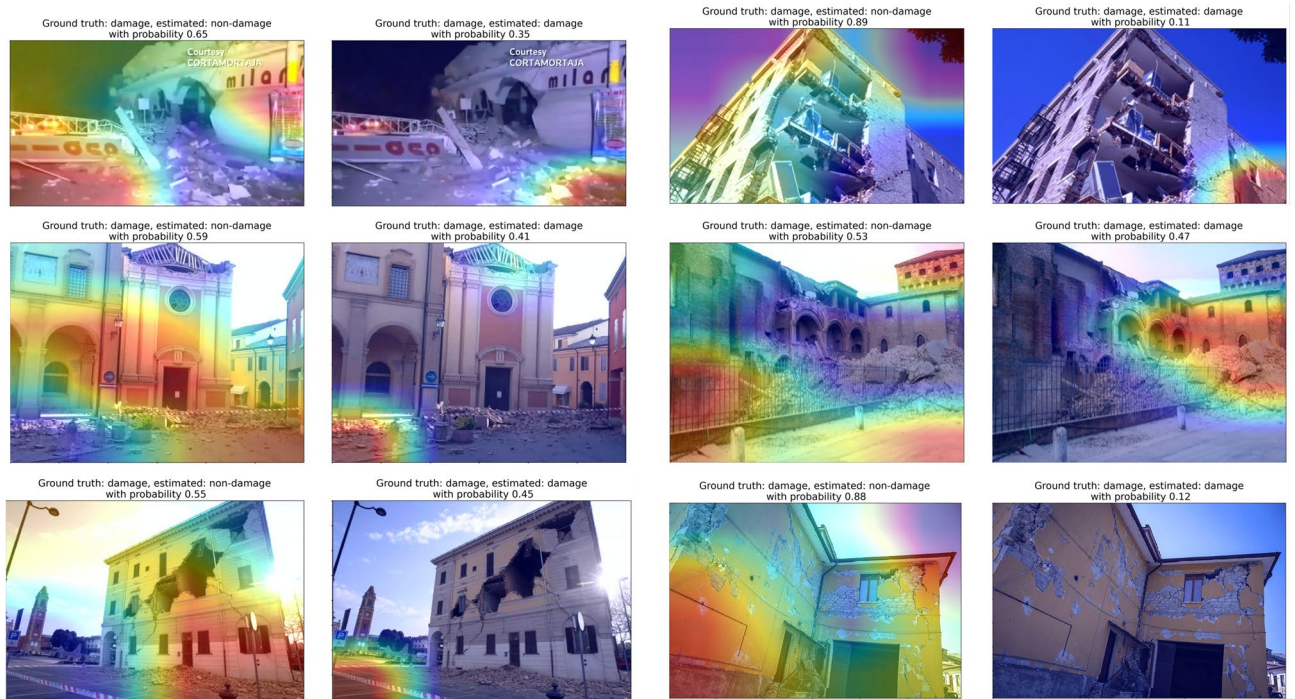 Ground truth: damage, estimated: non-damage
with probability 0.65
Ground truth: damage, estimated: damage
with probability 0.35
Ground truth: damage, estimated: non-damage
with probability 0.89
Ground truth: damage, estimated: damage
with probability 0.11
Courtesy
CORTAMORTAJA
milan
Courtesy
CORTAMORTAJA
milan
Ground truth: damage, estimated: non-damage
with probability 0.59
Ground truth: damage, estimated: damage
with probability 0.41
Ground truth: damage, estimated: non-damage
with probability 0.53
Ground truth: damage, estimated: damage
with probability 0.47
Ground truth: damage, estimated: non-damage
with probability 0.55
Ground truth: damage, estimated: damage
with probability 0.45
Ground truth: damage, estimated: non-damage
with probability 0.88
Ground truth: damage, estimated: damage
with probability 0.12
P
P